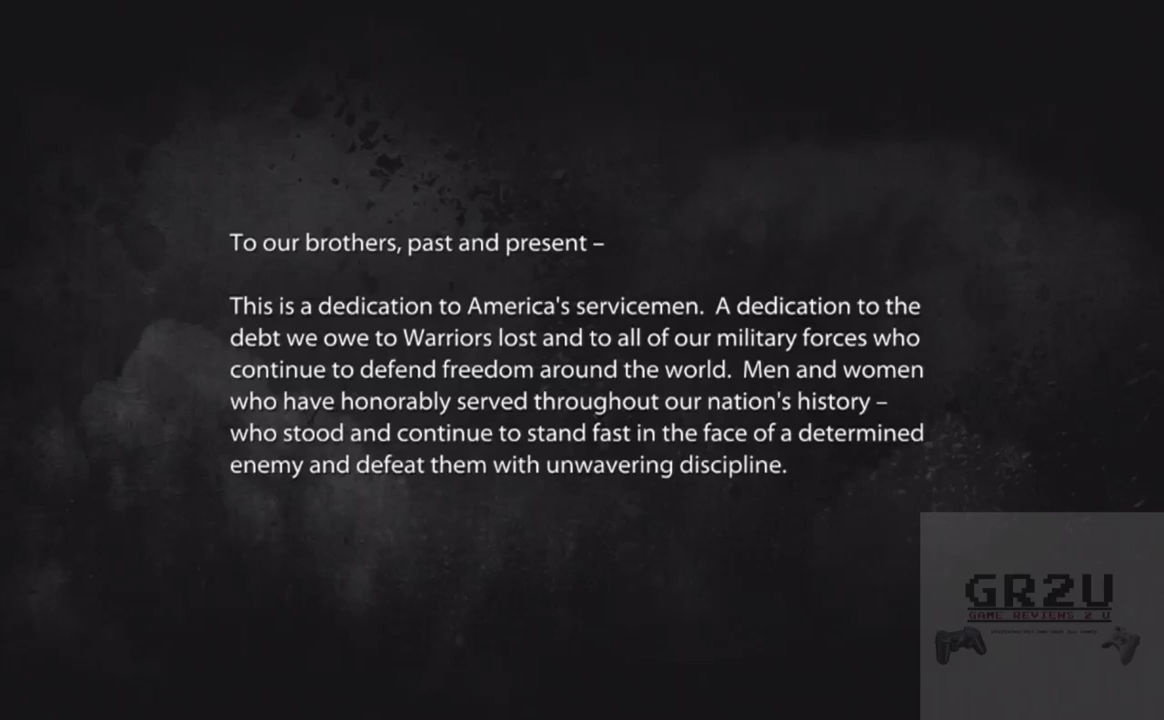 To our brothers, past and present –
This is a dedication to America's servicemen.  A dedication to the
debt we owe to Warriors lost and to all of our military forces who
continue to defend freedom around the world.  Men and women
who have honorably served throughout our nation's history –
who stood and continue to stand fast in the face of a determined
enemy and defeat them with unwavering discipline.
GR2U
GAME REVIEWS 2 U